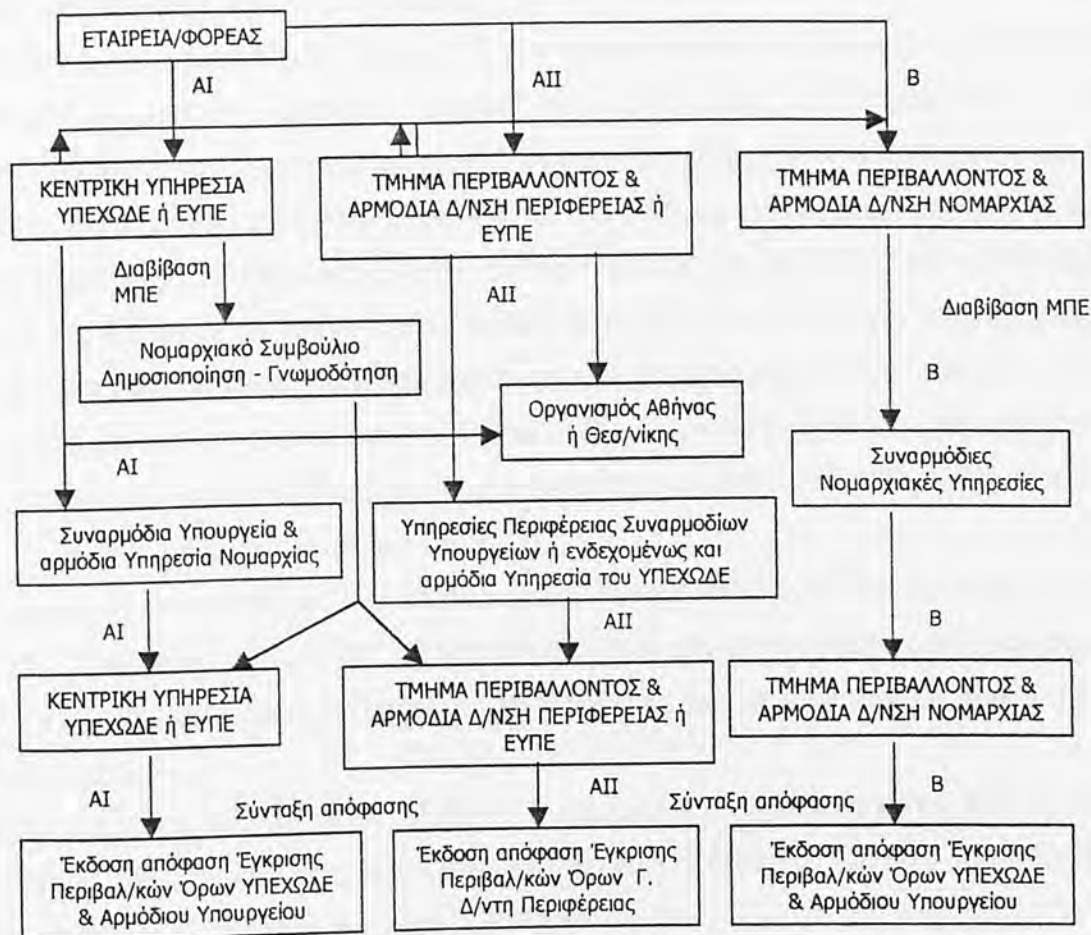 ΕΤΑΙΡΕΙΑ/ΦΟΡΕΑΣ
ΑΙ
ΑΙΙ
Β
ΚΕΝΤΡΙΚΗ ΥΠΗΡΕΣΙΑ
ΥΠΕΧΩΔΕ ή ΕΥΠΕ
ΤΜΗΜΑ ΠΕΡΙΒΑΛΛΟΝΤΟΣ &
ΑΡΜΟΔΙΑ Δ/ΝΣΗ ΠΕΡΙΦΕΡΕΙΑΣ ή
ΕΥΠΕ
ΤΜΗΜΑ ΠΕΡΙΒΑΛΛΟΝΤΟΣ &
ΑΡΜΟΔΙΑ Δ/ΝΣΗ ΝΟΜΑΡΧΙΑΣ
Διαβίβαση
ΜΠΕ
ΑΙΙ
Διαβίβαση ΜΠΕ
Νομαρχιακό Συμβούλιο
Δημοσιοποίηση - Γνωμοδότηση
Β
Οργανισμός Αθήνας
ή Θεσ/νίκης
ΑΙ
Συναρμόδιες
Νομαρχιακές Υπηρεσίες
Συναρμόδια Υπουργεία &
αρμόδια Υπηρεσία Νομαρχίας
Υπηρεσίες Περιφέρειας Συναρμοδίων
Υπουργείων ή ενδεχομένως και
αρμόδια Υπηρεσία του ΥΠΕΧΩΔΕ
ΑΙ
ΑΙΙ
Β
ΚΕΝΤΡΙΚΗ ΥΠΗΡΕΣΙΑ
ΥΠΕΧΩΔΕ ή ΕΥΠΕ
ΤΜΗΜΑ ΠΕΡΙΒΑΛΛΟΝΤΟΣ &
ΑΡΜΟΔΙΑ Δ/ΝΣΗ ΠΕΡΙΦΕΡΕΙΑΣ ή
ΕΥΠΕ
ΤΜΗΜΑ ΠΕΡΙΒΑΛΛΟΝΤΟΣ &
ΑΡΜΟΔΙΑ Δ/ΝΣΗ ΝΟΜΑΡΧΙΑΣ
ΑΙ
Σύνταξη απόφασης
ΑΙΙ
Σύνταξη απόφασης
Β
Έκδοση απόφαση Έγκρισης
Περιβαλ/κών Όρων ΥΠΕΧΩΔΕ
& Αρμόδιου Υπουργείου
Έκδοση απόφαση Έγκρισης
Περιβαλ/κών Όρων Γ.
Δ/ντη Περιφέρειας
Έκδοση απόφαση Έγκρισης
Περιβαλ/κών Όρων ΥΠΕΧΩΔΕ
& Αρμόδιου Υπουργείου